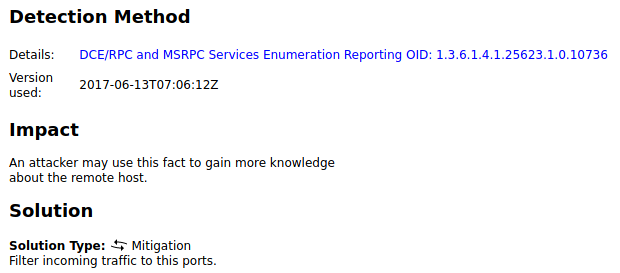 Detection Method
Details: DCE/RPC and MSRPC Services Enumeration Reporting OID: 1.3.6.1.4.1.25623.1.0.10736
Version used: 2017-06-13T07:06:12Z
Impact
An attacker may use this fact to gain more knowledge
about the remote host.
Solution
Solution Type: Mitigation
Filter incoming traffic to this ports.